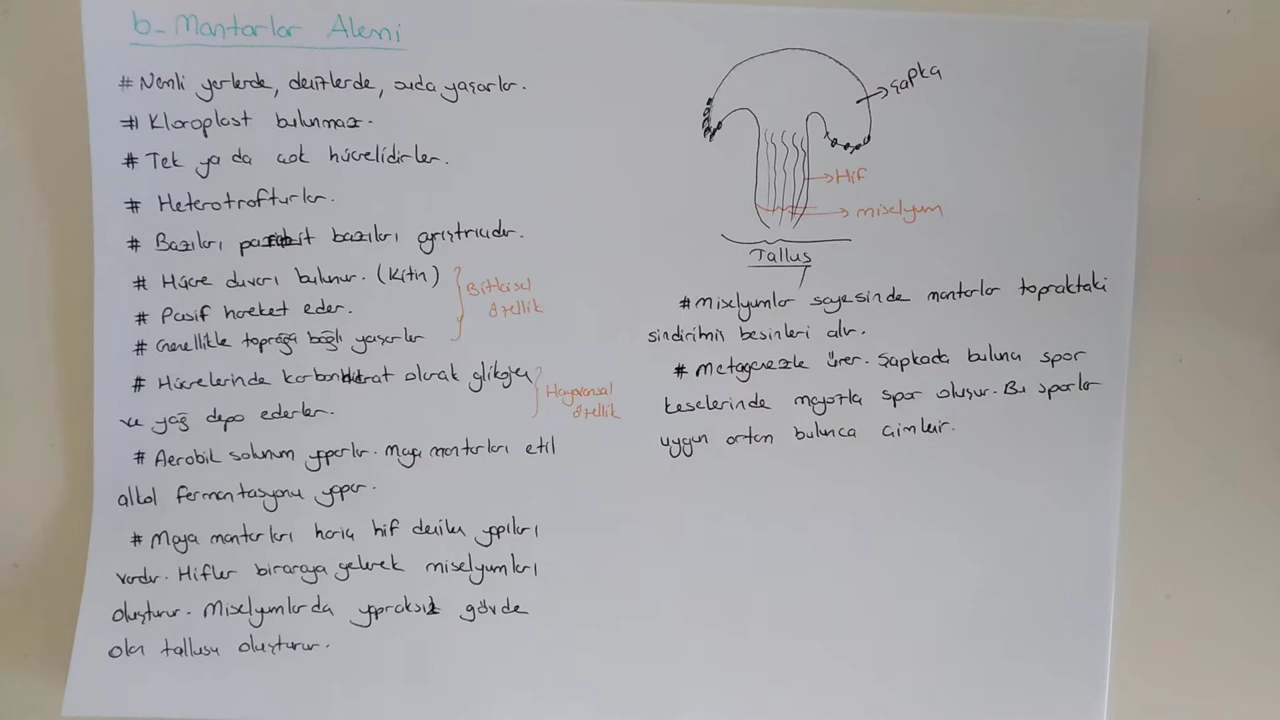 b- Mantarlar Alemi
# Nemli yerlerde, denizlerde, suda yaşarlar.
# Kloroplast bulunmaz.
# Tek ya da çok hücrelidirler.
# Heterotrofturlar.
# Bazıları parazit bazıları ayrıştırıcıdır.
# Hücre duvarı bulunur. (Kitin)
# Pasif hareket eder.
# Genellikle toprağa bağlı yaşarlar
Bitkisel
özellik
# Hücrelerinde karbonhidrat olarak glikojen
ve yağ depo ederler.
Hayvansal
özellik
# Aerobik solunum yaparlar. Maya mantarları etil
alkol fermantasyonu yapar.
# Maya mantarları hariç hif denilen yapıları
vardır. Hifler biraraya gelerek miselyumları
oluşturur. Miselyumlarda yapraksız gövde
olan tallusu oluşturur.
Şapka
Hif
miselyum
Tallus
# miselyumlar sayesinde mantarlar topraktaki
sindirilmiş besinleri alır.
# metagenezle ürer. Şapkada bulunan spor
keselerinde mayozla spor oluşur. Bu sporlar
uygun ortam bulunca çimlenir.